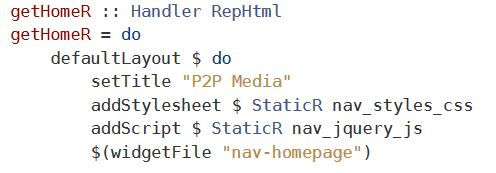 getHomeR :: Handler RepHtml
getHomeR = do
    defaultLayout $ do
        setTitle "P2P Media"
        addStylesheet $ StaticR nav_styles_css
        addScript $ StaticR nav_jquery_js
        $(widgetFile "nav-homepage")